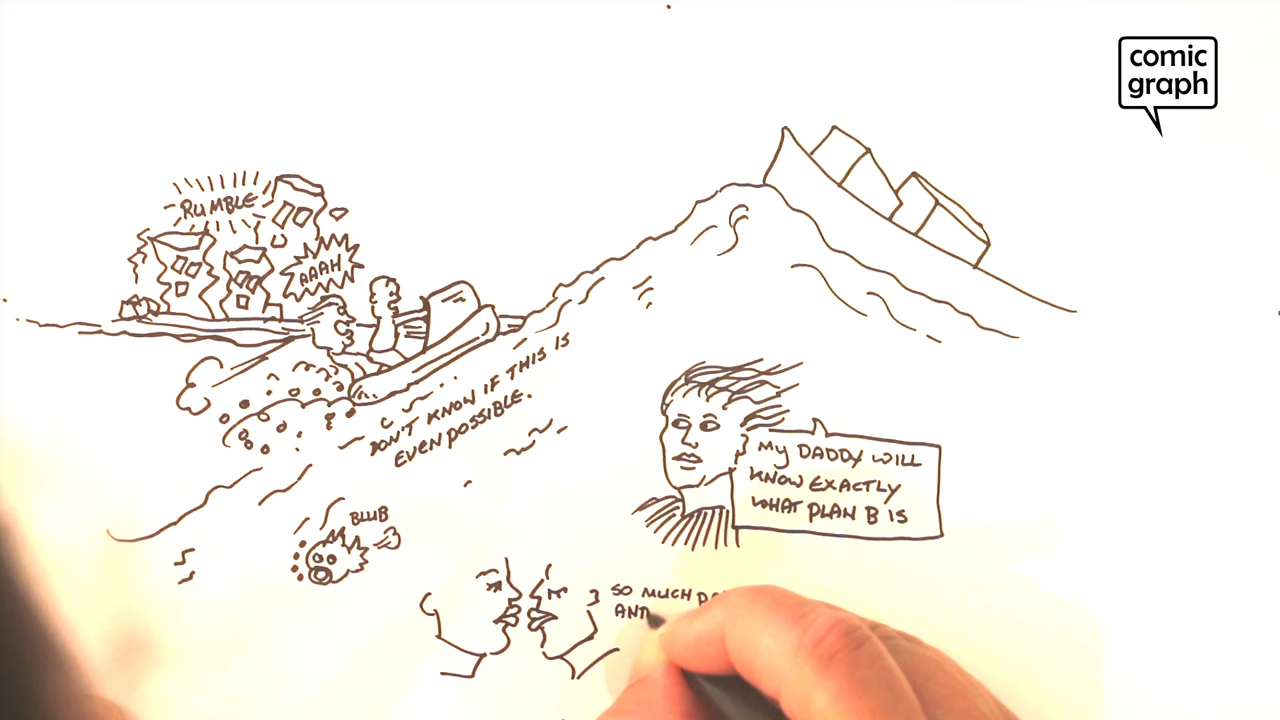 comic
graph
RUMBLE
AAAH
DON'T KNOW IF THIS IS
EVEN POSSIBLE.
MY DADDY WILL
KNOW EXACTLY
WHAT PLAN B IS
BLUB
SO MUCH
AND